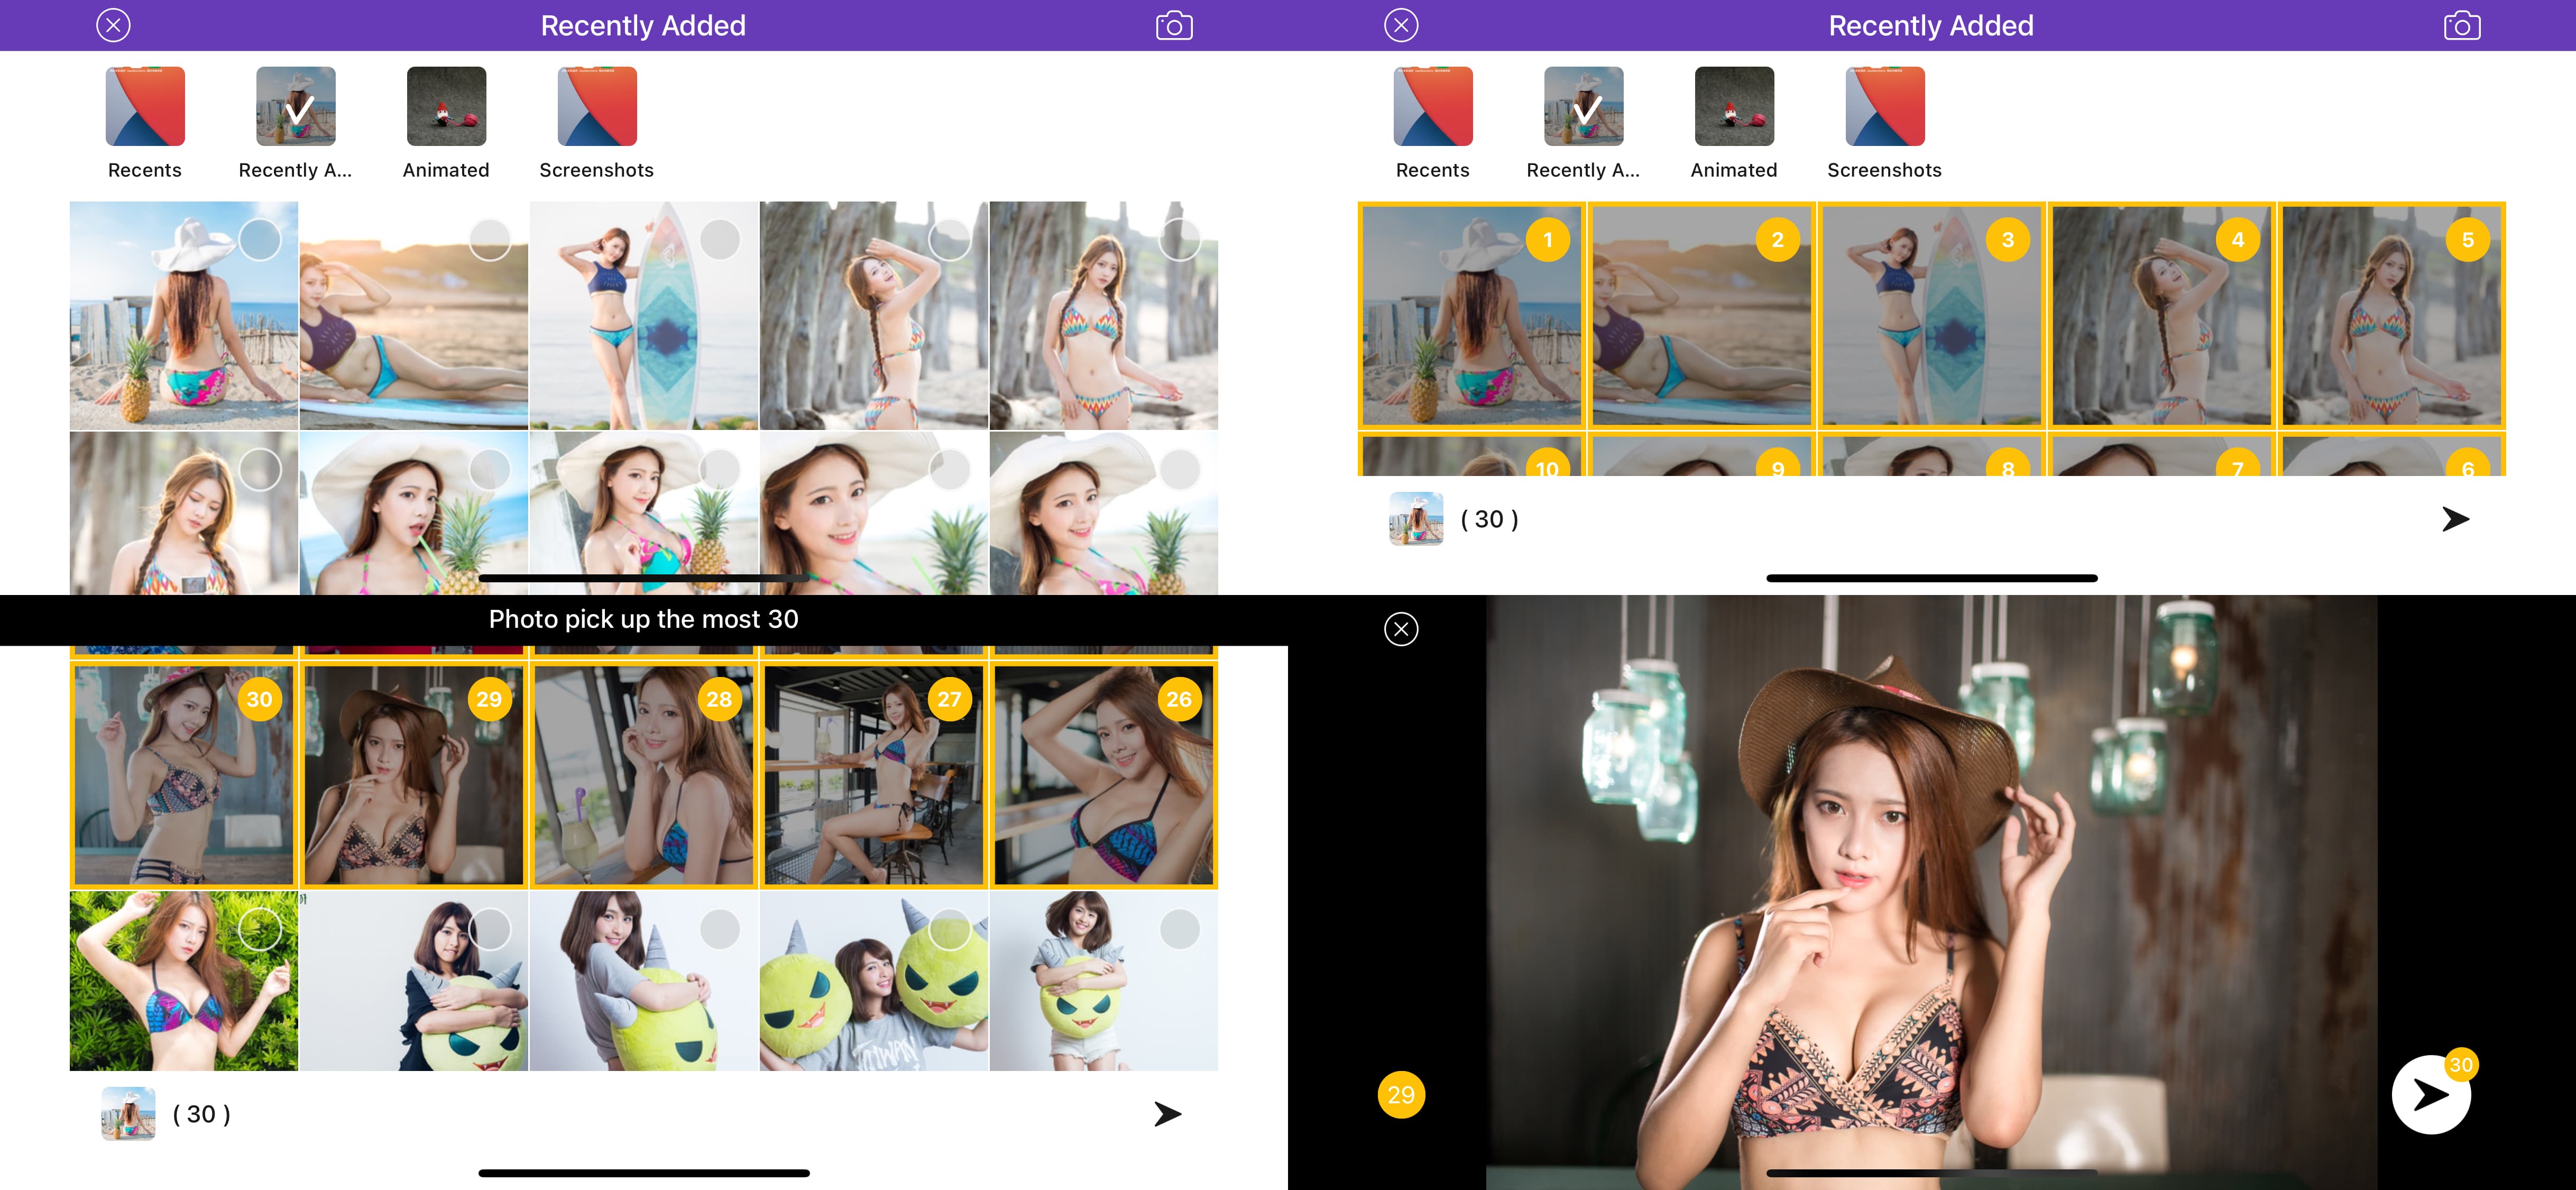 Recently Added
Recents
Recently A...
Animated
Screenshots
Recently Added
Recents
Recently A...
Animated
Screenshots
1
2
3
4
5
10
9
8
7
6
( 30 )
Photo pick up the most 30
30
29
28
27
26
TAIWAN
( 30 )
29
30